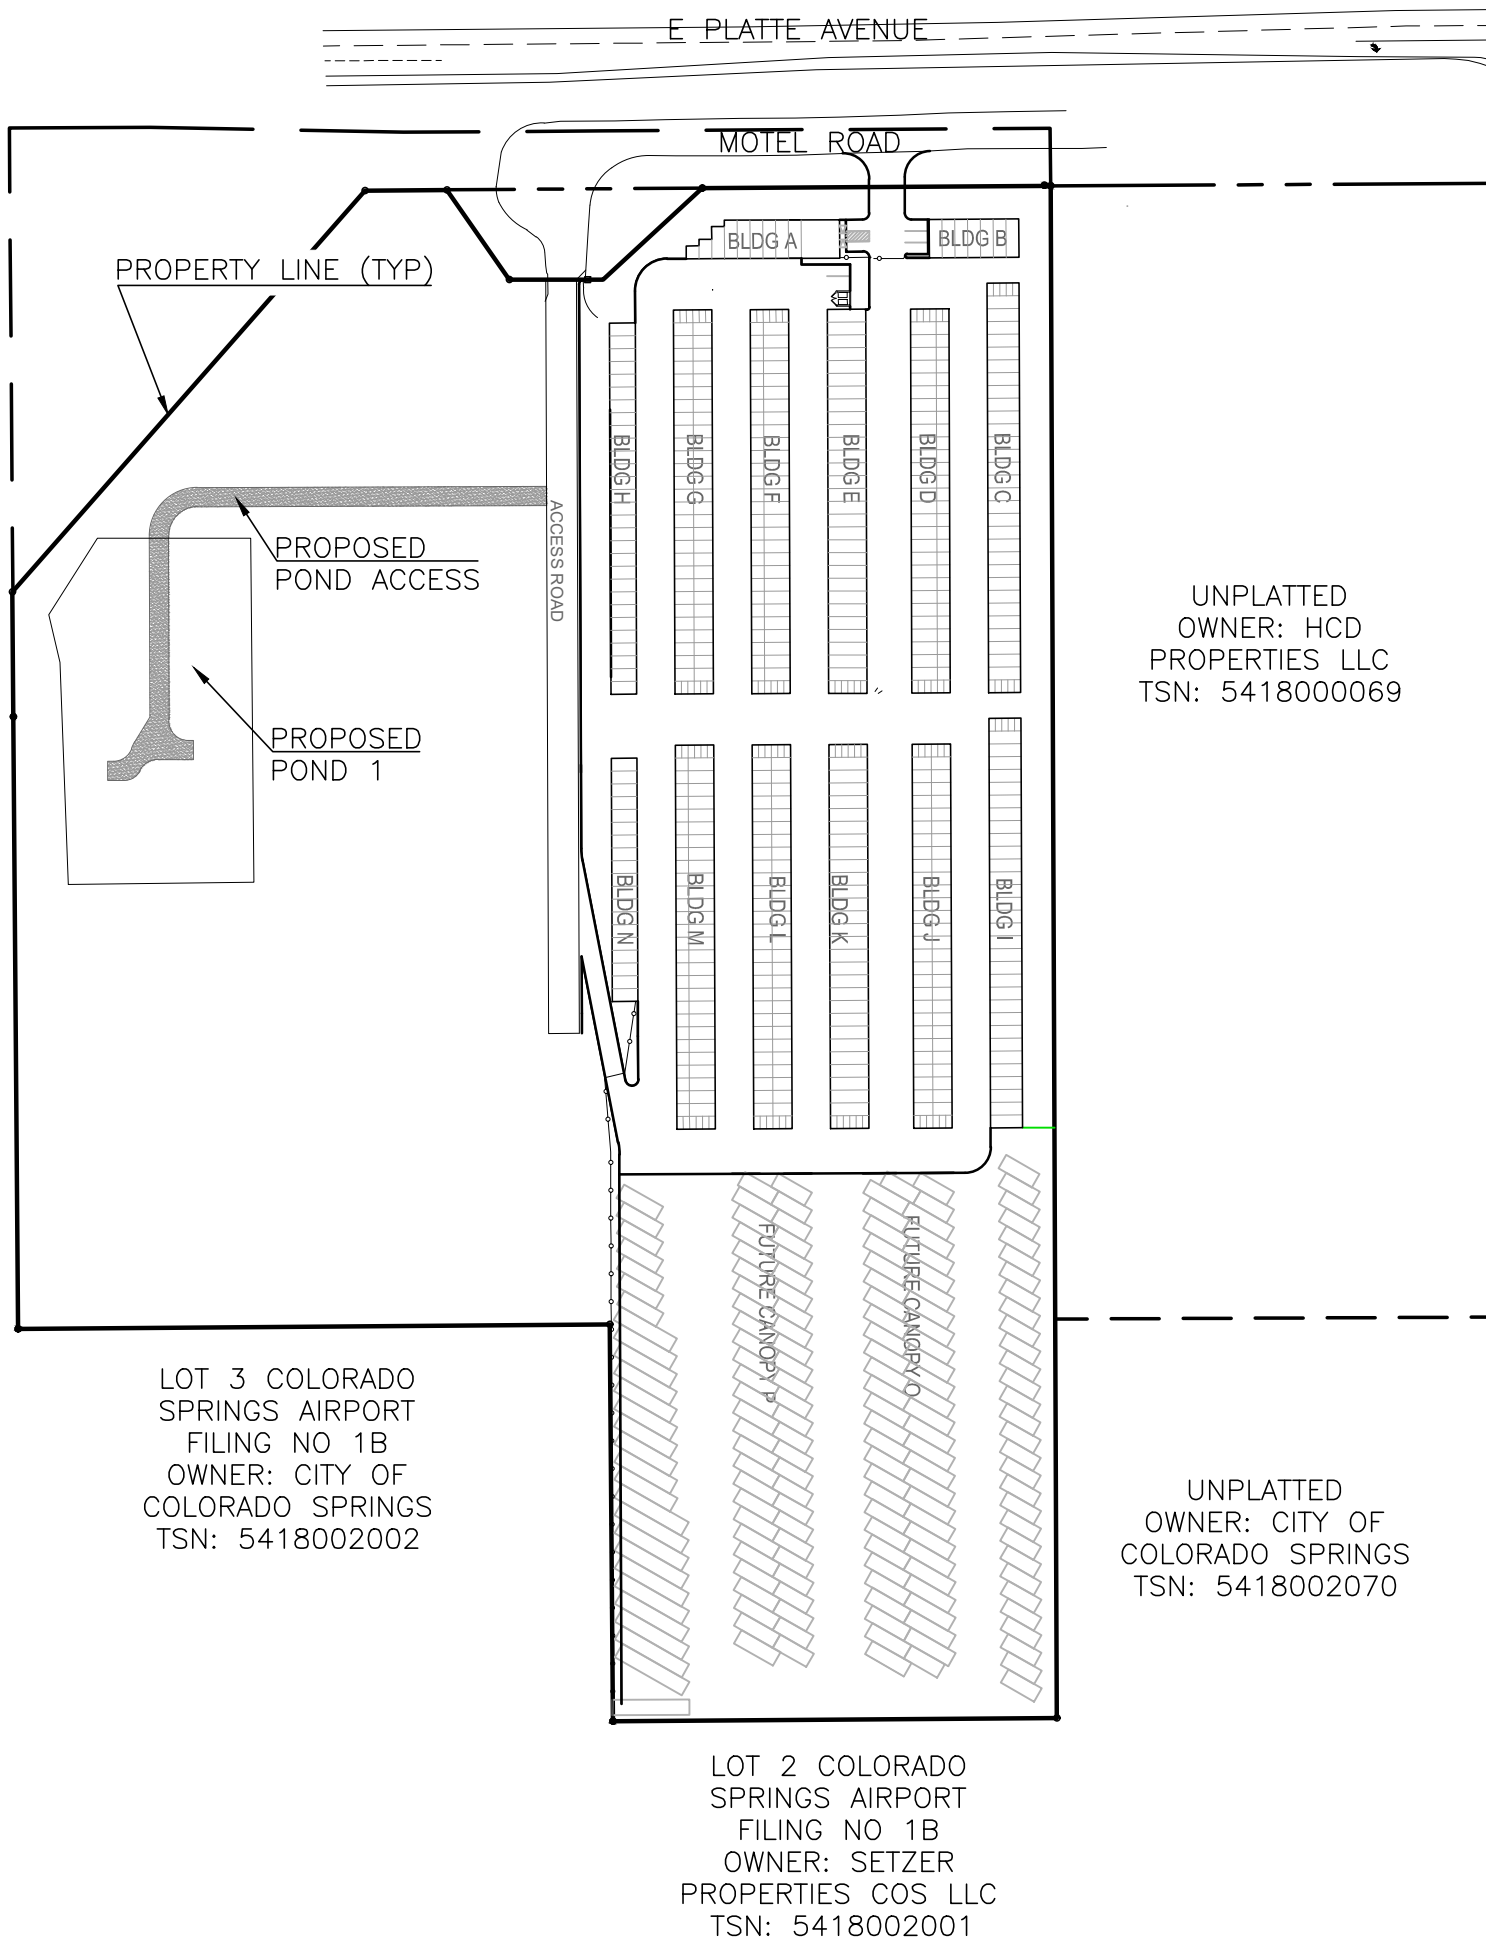 E PLATTE AVENUE
MOTEL ROAD
BLDG A
BLDG B
PROPERTY LINE (TYP)
BLDG H
BLDG G
BLDG F
BLDG E
BLDG D
BLDG C
ACCESS ROAD
PROPOSED
POND ACCESS
UNPLATTED
OWNER: HCD
PROPERTIES LLC
TSN: 5418000069
PROPOSED
POND 1
BLDG N
BLDG M
BLDG L
BLDG K
BLDG J
BLDG I
FUTURE CANOPY P
FUTURE CANOPY O
LOT 3 COLORADO
SPRINGS AIRPORT
FILING NO 1B
OWNER: CITY OF
COLORADO SPRINGS
TSN: 5418002002
UNPLATTED
OWNER: CITY OF
COLORADO SPRINGS
TSN: 5418002070
LOT 2 COLORADO
SPRINGS AIRPORT
FILING NO 1B
OWNER: SETZER
PROPERTIES COS LLC
TSN: 5418002001